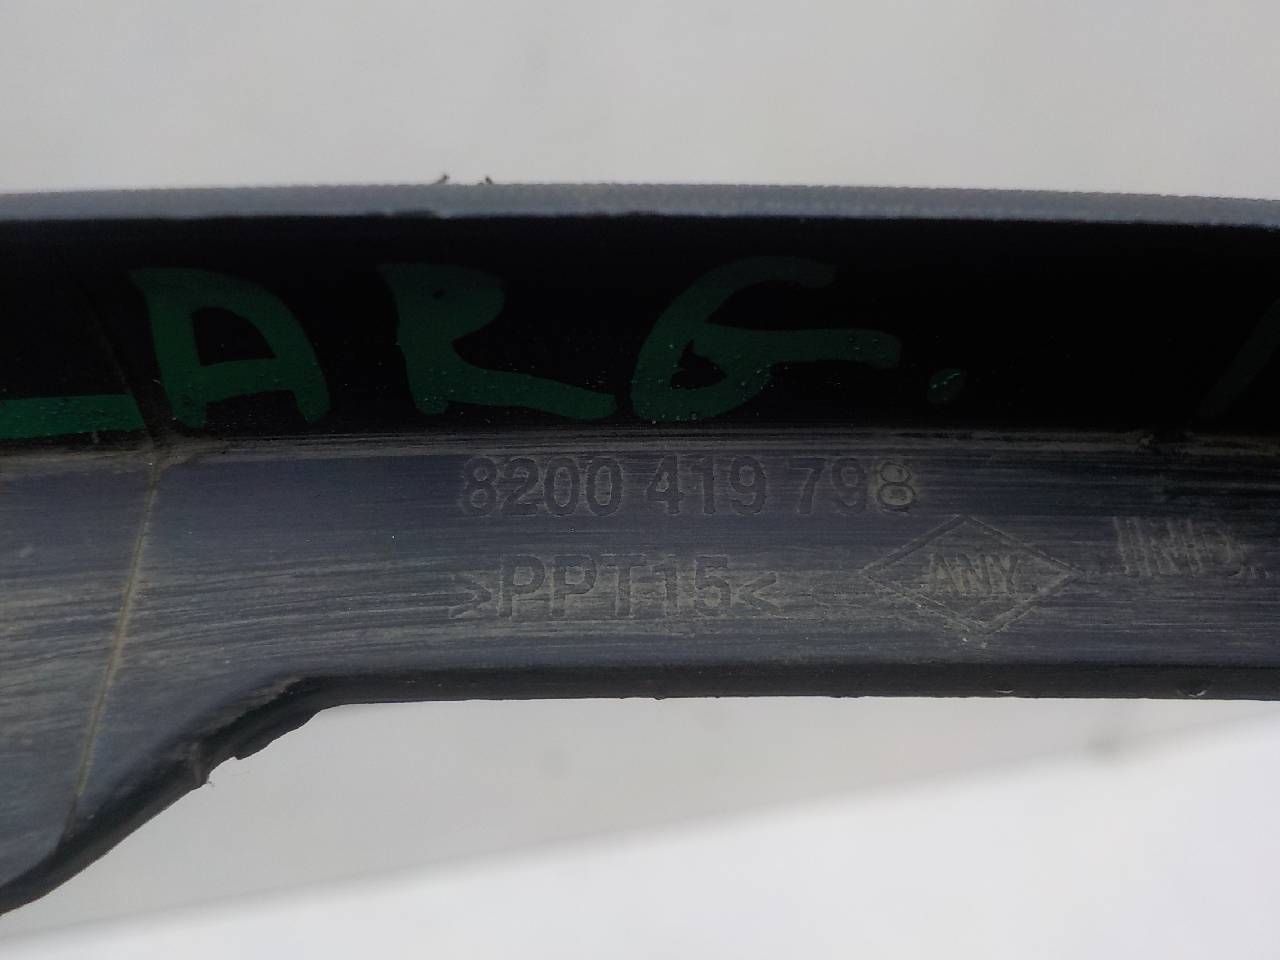 ARG.
8200 419 798
>PPT15<
ANY